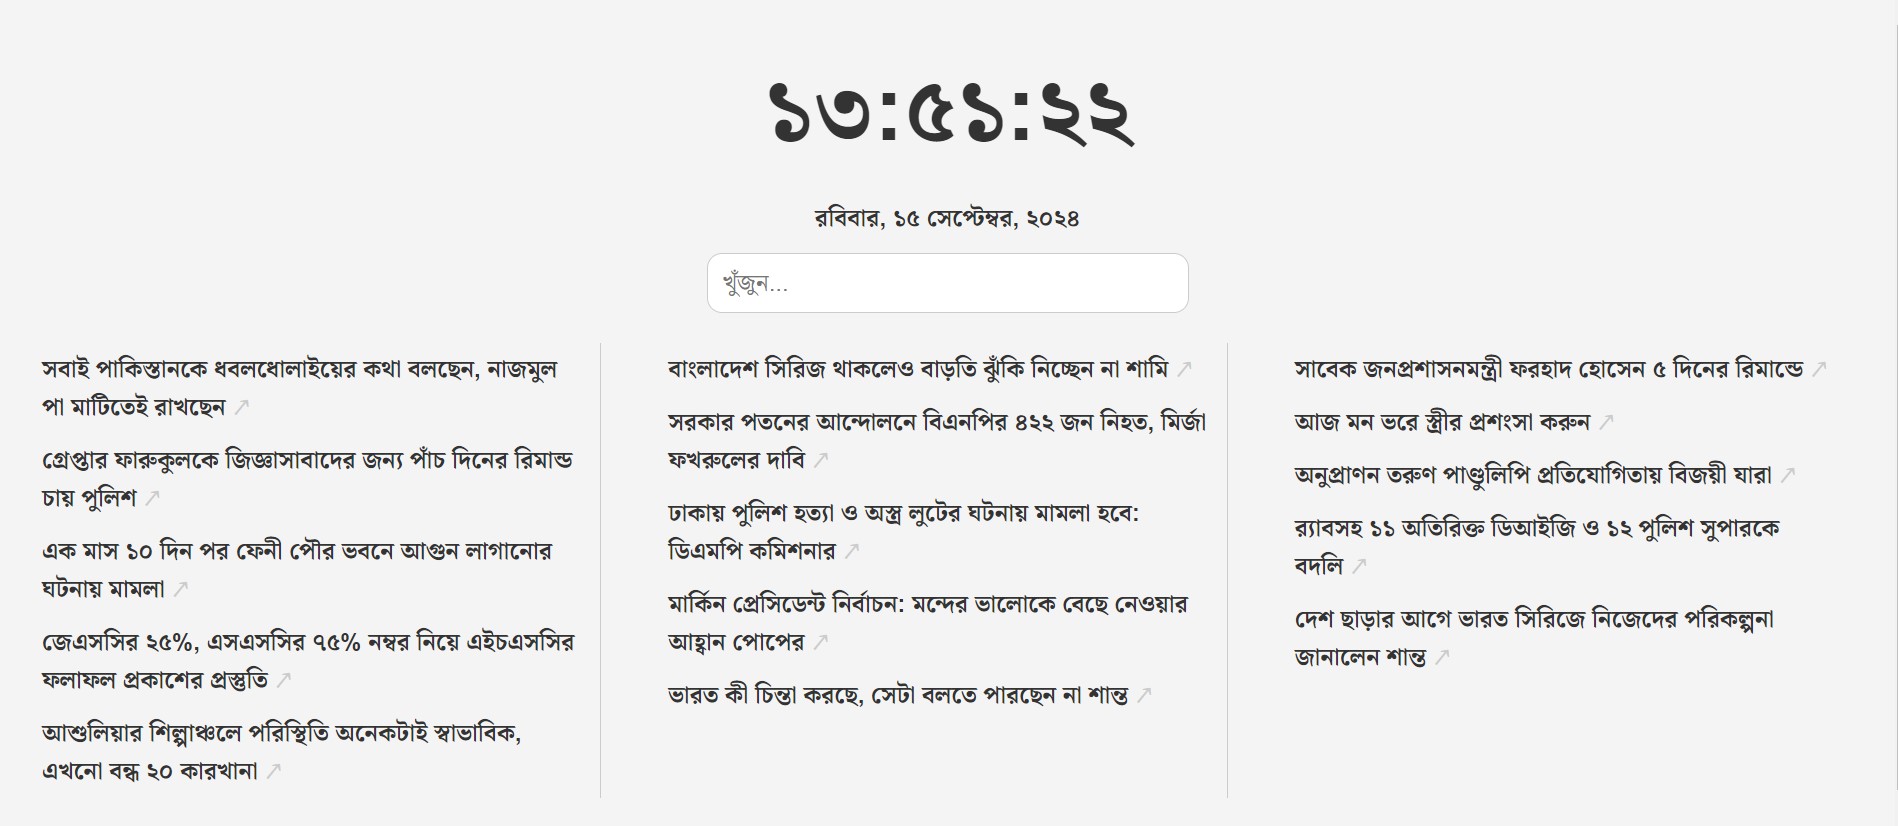 ১৩:৫১:২২
রবিবার, ১৫ সেপ্টেম্বর, ২০২৪
খুঁজুন...
সবাই পাকিস্তানকে ধবলধোলাইয়ের কথা বলছেন, নাজমুল
পা মাটিতেই রাখছেন ↗
গ্রেপ্তার ফারুকুলকে জিজ্ঞাসাবাদের জন্য পাঁচ দিনের রিমান্ড
চায় পুলিশ ↗
এক মাস ১০ দিন পর ফেনী পৌর ভবনে আগুন লাগানোর
ঘটনায় মামলা ↗
জেএসসির ২৫%, এসএসসির ৭৫% নম্বর নিয়ে এইচএসসির
ফলাফল প্রকাশের প্রস্তুতি ↗
আশুলিয়ার শিল্পাঞ্চলে পরিস্থিতি অনেকটাই স্বাভাবিক,
এখনো বন্ধ ২০ কারখানা ↗
বাংলাদেশ সিরিজ থাকলেও বাড়তি ঝুঁকি নিচ্ছেন না শামি ↗
সরকার পতনের আন্দোলনে বিএনপির ৪২২ জন নিহত, মির্জা
ফখরুলের দাবি ↗
ঢাকায় পুলিশ হত্যা ও অস্ত্র লুটের ঘটনায় মামলা হবে:
ডিএমপি কমিশনার ↗
মার্কিন প্রেসিডেন্ট নির্বাচন: মন্দের ভালোকে বেছে নেওয়ার
আহ্বান পোপের ↗
ভারত কী চিন্তা করছে, সেটা বলতে পারছেন না শান্ত ↗
সাবেক জনপ্রশাসনমন্ত্রী ফরহাদ হোসেন ৫ দিনের রিমান্ডে ↗
আজ মন ভরে স্ত্রীর প্রশংসা করুন ↗
অনুপ্রাণন তরুণ পাণ্ডুলিপি প্রতিযোগিতায় বিজয়ী যারা ↗
র‍্যাবসহ ১১ অতিরিক্ত ডিআইজি ও ১২ পুলিশ সুপারকে
বদলি ↗
দেশ ছাড়ার আগে ভারত সিরিজে নিজেদের পরিকল্পনা
জানালেন শান্ত ↗